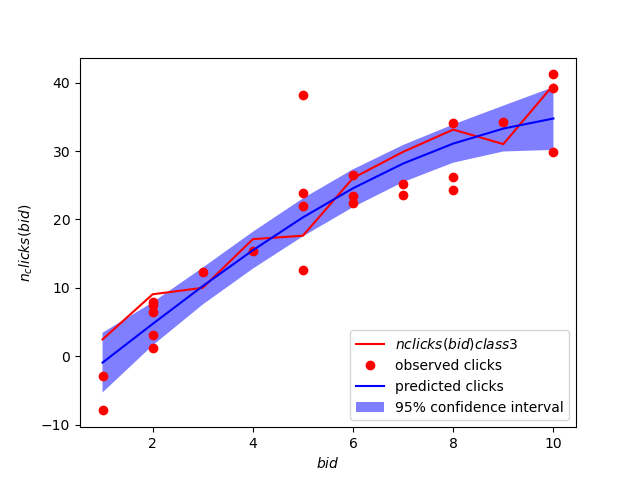 40
30
20
10
0
−10
n_clicks(bid)
2
4
6
8
10
bid
nclicks(bid)class3
observed clicks
predicted clicks
95% confidence interval